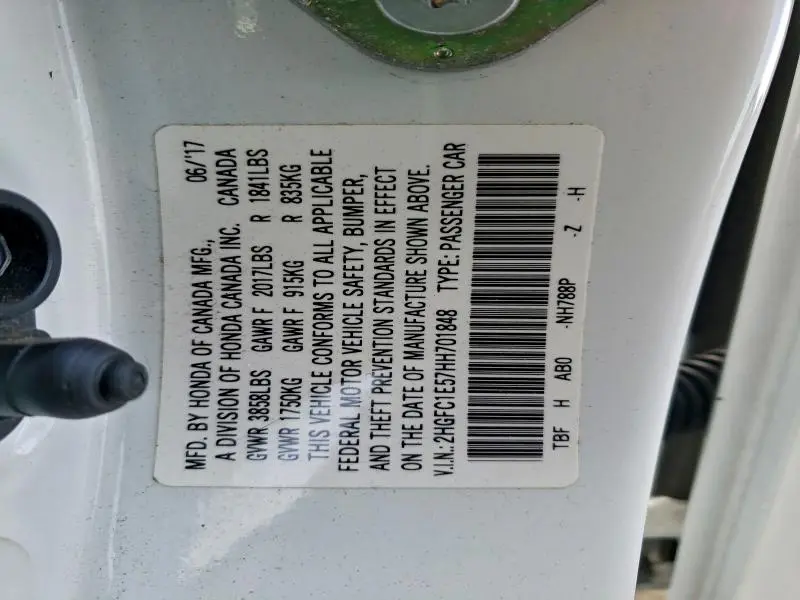 MFD. BY HONDA OF CANADA MFG., 06/'17
A DIVISION OF HONDA CANADA INC. CANADA
GVWR 3858LBS GAWR F 2017LBS R 1841LBS
GVWR 1750KG GAWR F 915KG R 835KG
THIS VEHICLE CONFORMS TO ALL APPLICABLE
FEDERAL MOTOR VEHICLE SAFETY, BUMPER,
AND THEFT PREVENTION STANDARDS IN EFFECT
ON THE DATE OF MANUFACTURE SHOWN ABOVE.
V.I.N.: 2HGFC1E57HH701848 TYPE: PASSENGER CAR
TBF H AB0 -NH788P -Z -H